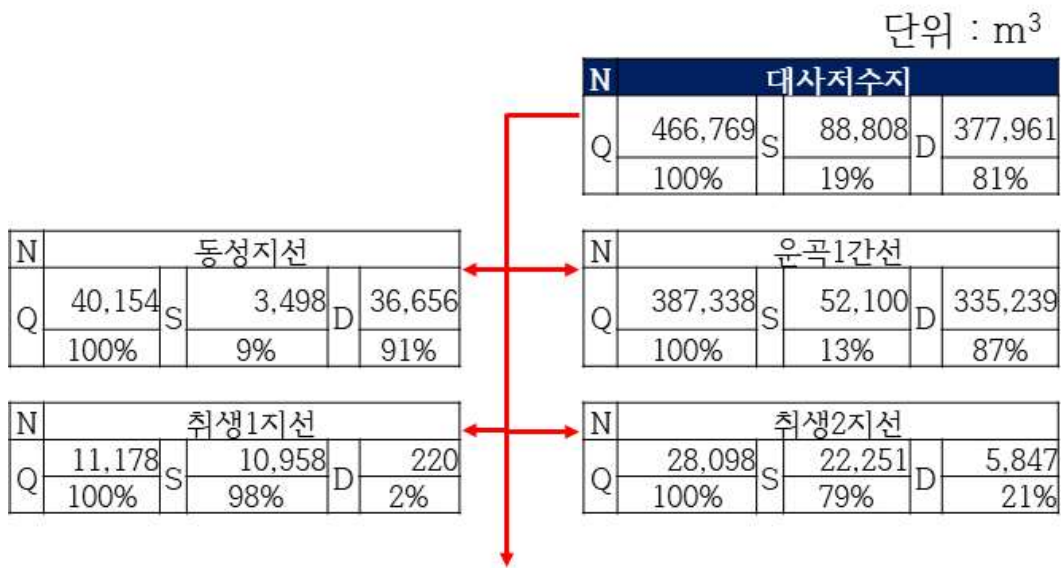 단위 : m³
N 대사저수지
Q 466,769 S 88,808 D 377,961
100% 19% 81%
N 동성지선
Q 40,154 S 3,498 D 36,656
100% 9% 91%
N 운곡1간선
Q 387,338 S 52,100 D 335,239
100% 13% 87%
N 취생1지선
Q 11,178 S 10,958 D 220
100% 98% 2%
N 취생2지선
Q 28,098 S 22,251 D 5,847
100% 79% 21%